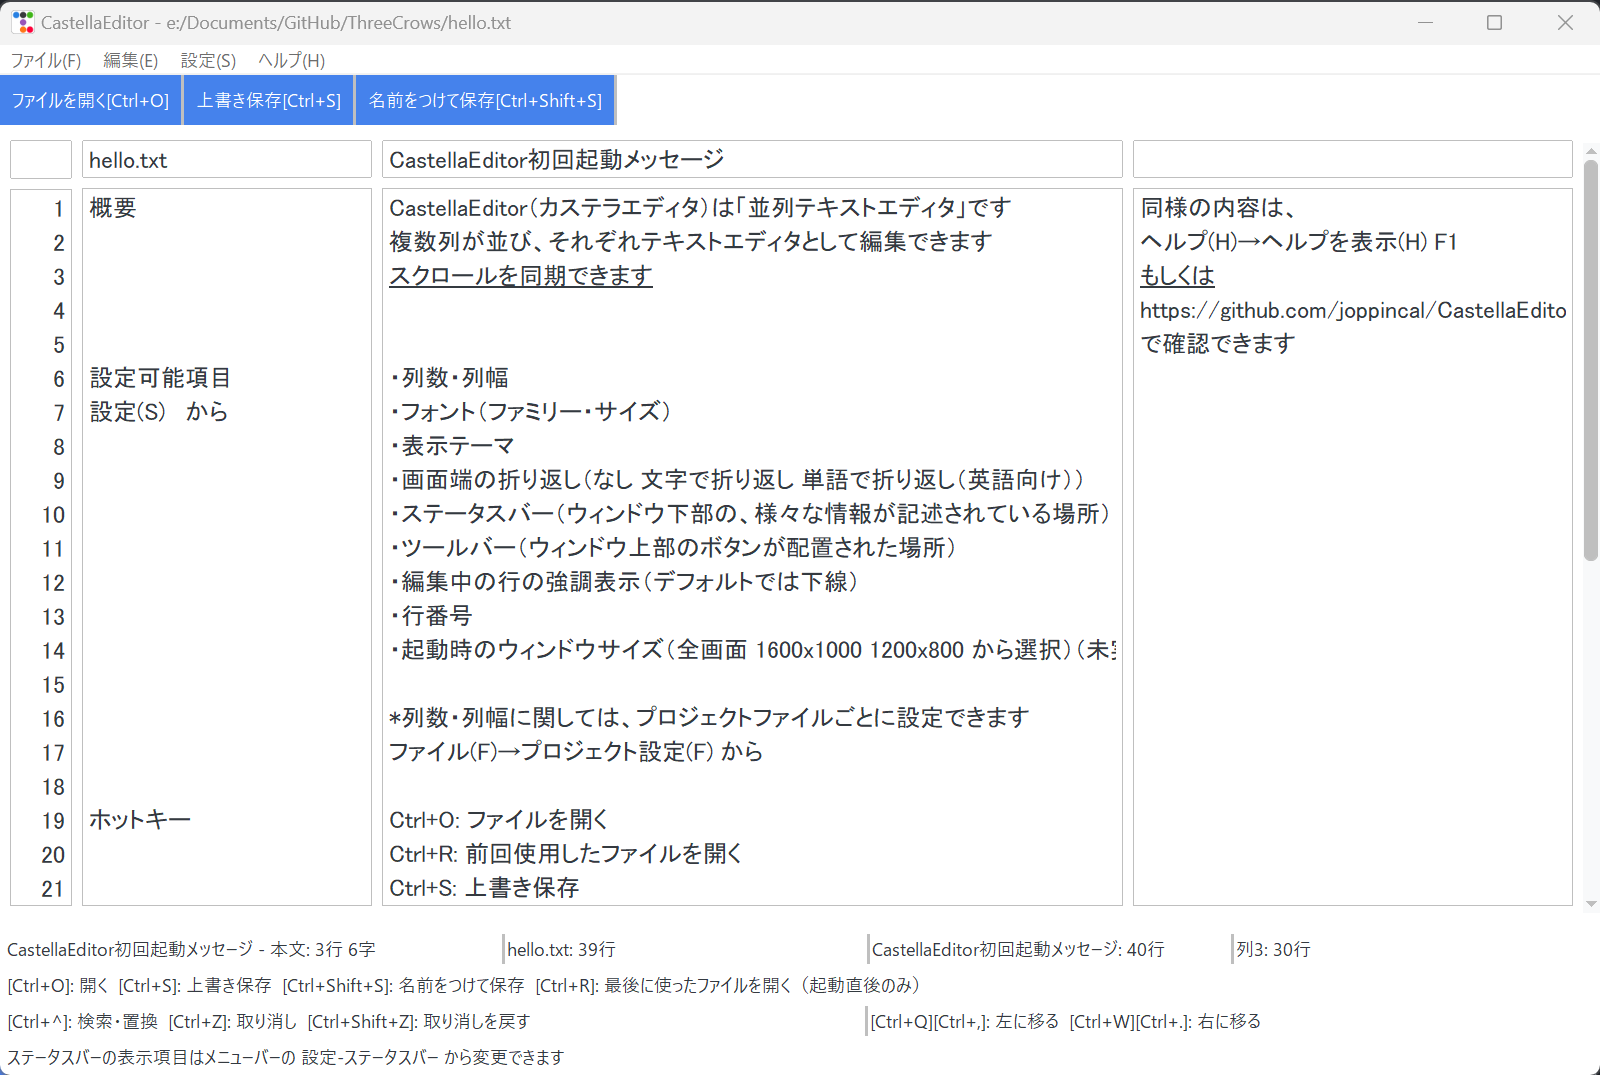 CastellaEditor - e:/Documents/GitHub/ThreeCrows/hello.txt
ファイル(F) 編集(E) 設定(S) ヘルプ(H)
ファイルを開く[Ctrl+O] 上書き保存[Ctrl+S] 名前をつけて保存[Ctrl+Shift+S]
hello.txt
CastellaEditor初回起動メッセージ
1
2
3
4
5
6
7
8
9
10
11
12
13
14
15
16
17
18
19
20
21
概要
設定可能項目
設定(S)　から
ホットキー
CastellaEditor（カステラエディタ）は「並列テキストエディタ」です
複数列が並び、それぞれテキストエディタとして編集できます
スクロールを同期できます
・列数・列幅
・フォント（ファミリー・サイズ）
・表示テーマ
・画面端の折り返し（なし 文字で折り返し 単語で折り返し（英語向け））
・ステータスバー（ウィンドウ下部の、様々な情報が記述されている場所）
・ツールバー（ウィンドウ上部のボタンが配置された場所）
・編集中の行の強調表示（デフォルトでは下線）
・行番号
・起動時のウィンドウサイズ（全画面 1600x1000 1200x800 から選択）（未
*列数・列幅に関しては、プロジェクトファイルごとに設定できます
ファイル(F)→プロジェクト設定(F) から
Ctrl+O: ファイルを開く
Ctrl+R: 前回使用したファイルを開く
Ctrl+S: 上書き保存
同様の内容は、
ヘルプ(H)→ヘルプを表示(H) F1
もしくは
https://github.com/joppincal/CastellaEdito
で確認できます
CastellaEditor初回起動メッセージ - 本文: 3行 6字 hello.txt: 39行 CastellaEditor初回起動メッセージ: 40行 列3: 30行
[Ctrl+O]: 開く [Ctrl+S]: 上書き保存 [Ctrl+Shift+S]: 名前をつけて保存 [Ctrl+R]: 最後に使ったファイルを開く（起動直後のみ）
[Ctrl+^]: 検索・置換 [Ctrl+Z]: 取り消し [Ctrl+Shift+Z]: 取り消しを戻す [Ctrl+Q][Ctrl+,]: 左に移る [Ctrl+W][Ctrl+.]: 右に移る
ステータスバーの表示項目はメニューバーの 設定-ステータスバー から変更できます